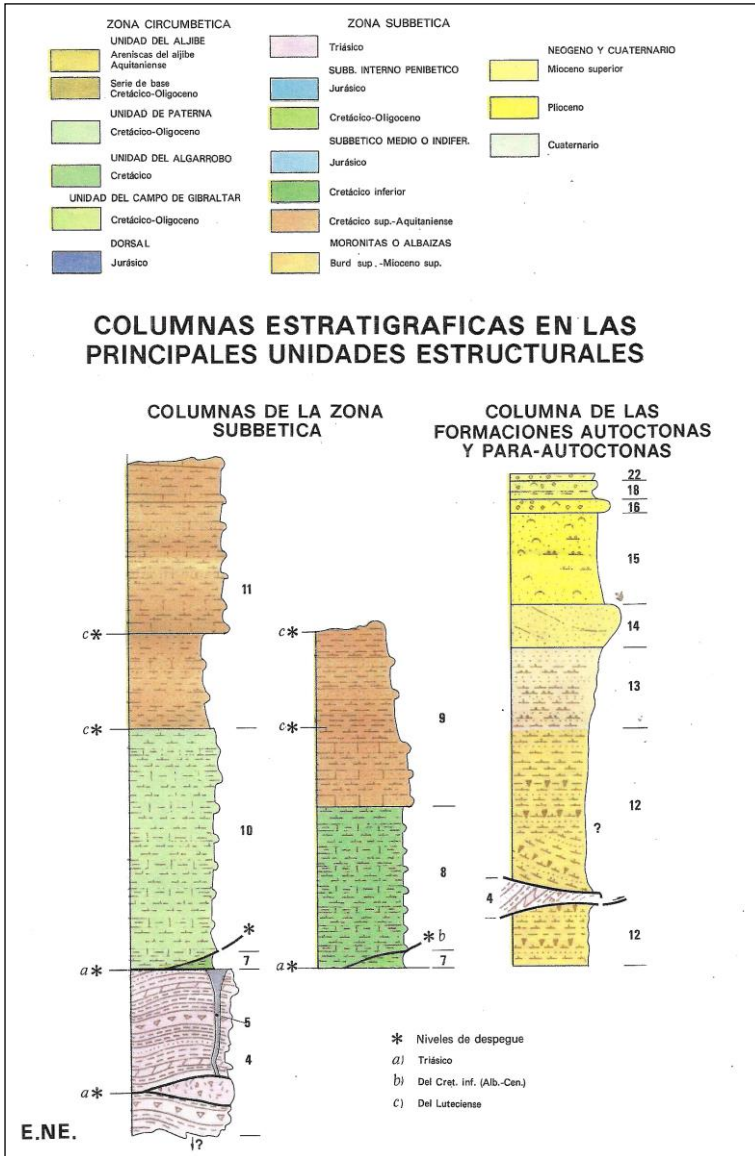 ZONA CIRCUMBETICA
UNIDAD DEL ALJIBE
Areniscas del aljibe
Aquitaniense
Serie de base
Cretácico-Oligoceno
UNIDAD DE PATERNA
Cretácico-Oligoceno
UNIDAD DEL ALGARROBO
Cretácico
UNIDAD DEL CAMPO DE GIBRALTAR
Cretácico-Oligoceno
DORSAL
Jurásico
ZONA SUBBETICA
Triásico
SUBB. INTERNO PENIBETICO
Jurásico
Cretácico-Oligoceno
SUBBETICO MEDIO O INDIFER.
Jurásico
Cretácico inferior
Cretácico sup.-Aquitaniense
MORONITAS O ALBAIZAS
Burd sup.-Mioceno sup.
NEOGENO Y CUATERNARIO
Mioceno superior
Plioceno
Cuaternario
COLUMNAS ESTRATIGRAFICAS EN LAS
PRINCIPALES UNIDADES ESTRUCTURALES
COLUMNAS DE LA ZONA
SUBBETICA
11
c*
c*
10
*
7
a*
5
4
a*
?
E.NE.
c*
9
c*
8
* b
7
a*
COLUMNA DE LAS
FORMACIONES AUTOCTONAS
Y PARA-AUTOCTONAS
22
18
16
15
14
13
12
?
4
12
* Niveles de despegue
a) Triásico
b) Del Cret. inf. (Alb.-Cen.)
c) Del Luteciense